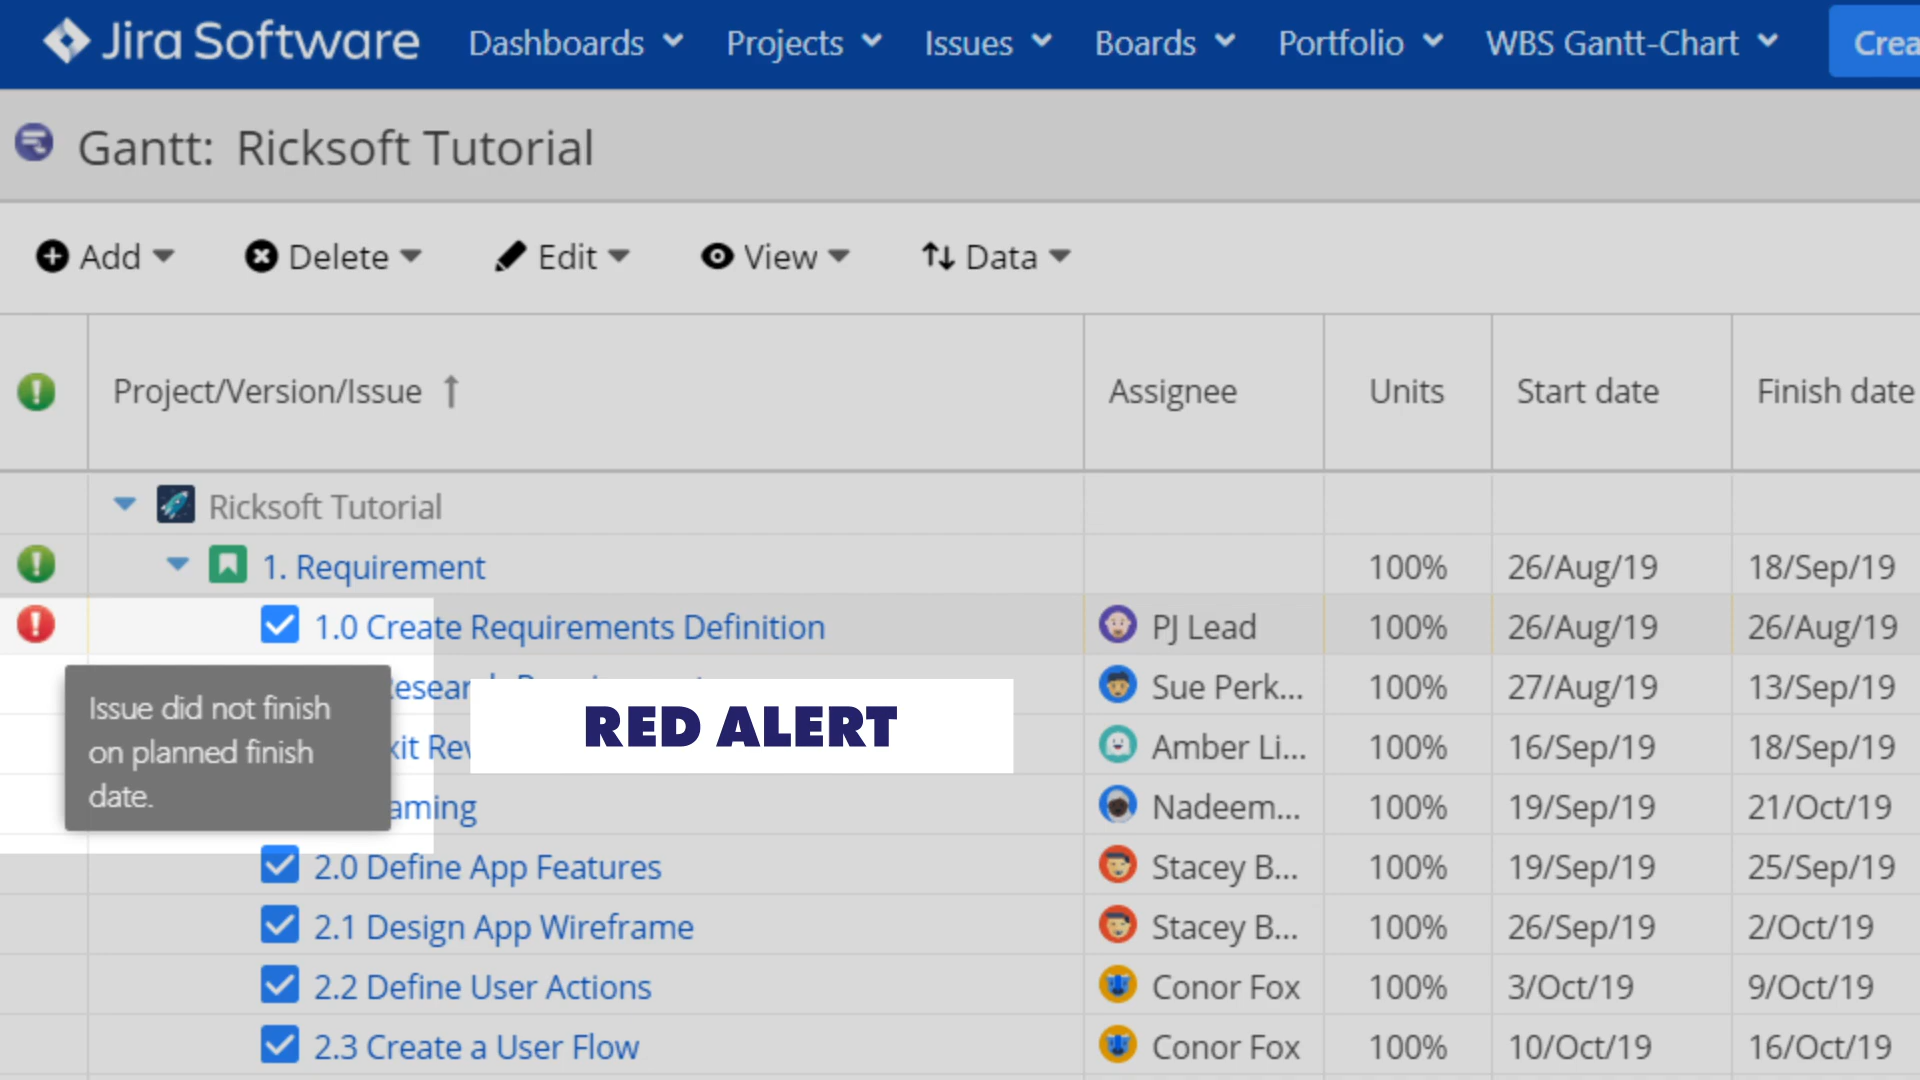 Jira Software Dashboards Projects Issues Boards Portfolio WBS Gantt-Chart
Gantt: Ricksoft Tutorial
Add Delete Edit View Data
Project/Version/Issue Assignee Units Start date Finish date
Ricksoft Tutorial
1. Requirement 100% 26/Aug/19 18/Sep/19
1.0 Create Requirements Definition PJ Lead 100% 26/Aug/19 26/Aug/19
Sue Perk... 100% 27/Aug/19 13/Sep/19
Issue did not finish
on planned finish
date.
RED ALERT
Amber Li... 100% 16/Sep/19 18/Sep/19
Nadeem... 100% 19/Sep/19 21/Oct/19
2.0 Define App Features Stacey B... 100% 19/Sep/19 25/Sep/19
2.1 Design App Wireframe Stacey B... 100% 26/Sep/19 2/Oct/19
2.2 Define User Actions Conor Fox 100% 3/Oct/19 9/Oct/19
2.3 Create a User Flow Conor Fox 100% 10/Oct/19 16/Oct/19